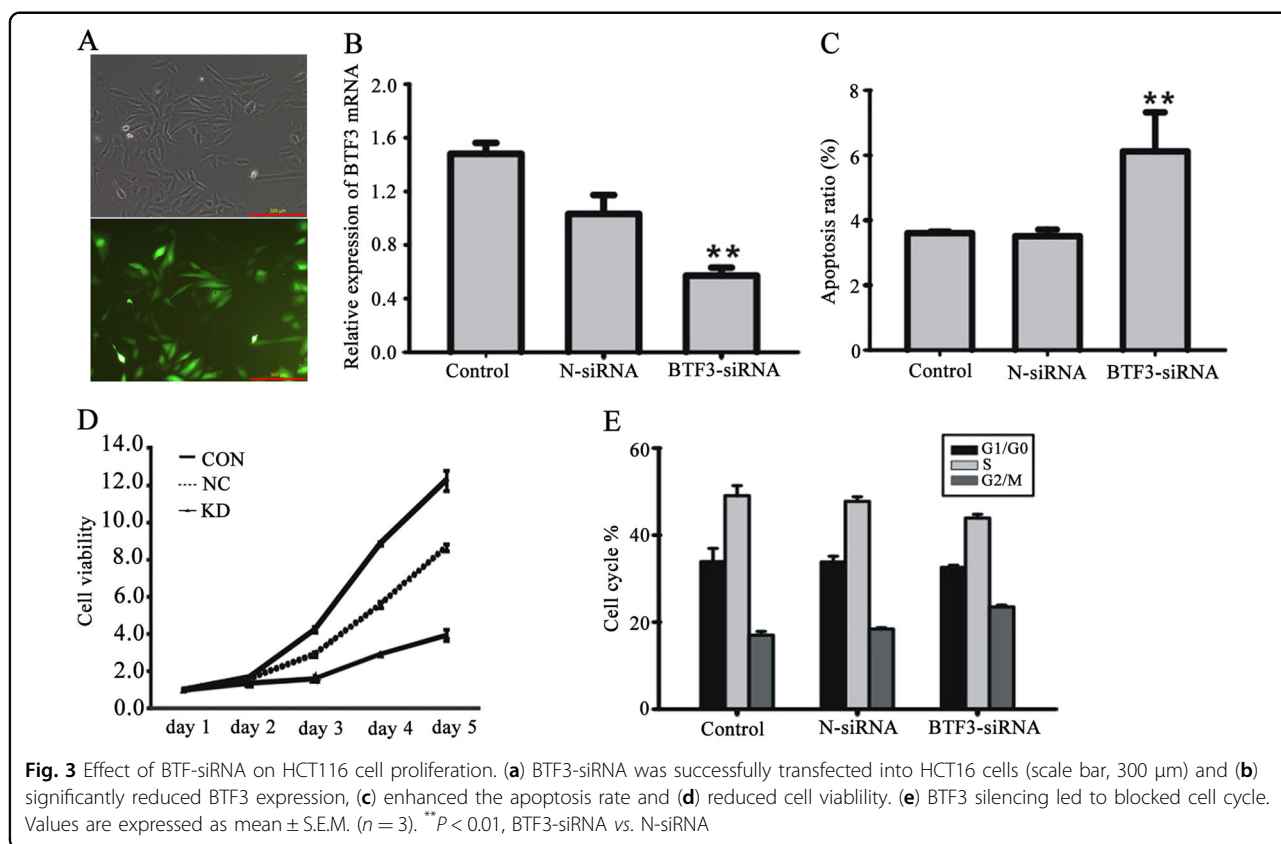 A
300 µm
300 µm
B
Relative expression of BTF3 mRNA
2.0
1.6
1.2
0.8
0.4
0.0
**
Control N-siRNA BTF3-siRNA
C
Apoptosis ratio (%)
8
6
4
2
0
**
Control N-siRNA BTF3-siRNA
D
Cell viability
14.0
12.0
10.0
8.0
6.0
4.0
2.0
0.0
CON
NC
KD
day 1 day 2 day 3 day 4 day 5
E
Cell cycle %
60
40
20
0
G1/G0
S
G2/M
Control N-siRNA BTF3-siRNA
Fig. 3 Effect of BTF-siRNA on HCT116 cell proliferation. (a) BTF3-siRNA was successfully transfected into HCT16 cells (scale bar, 300 µm) and (b)
significantly reduced BTF3 expression, (c) enhanced the apoptosis rate and (d) reduced cell viablility. (e) BTF3 silencing led to blocked cell cycle.
Values are expressed as mean ± S.E.M. (n = 3). **P < 0.01, BTF3-siRNA vs. N-siRNA